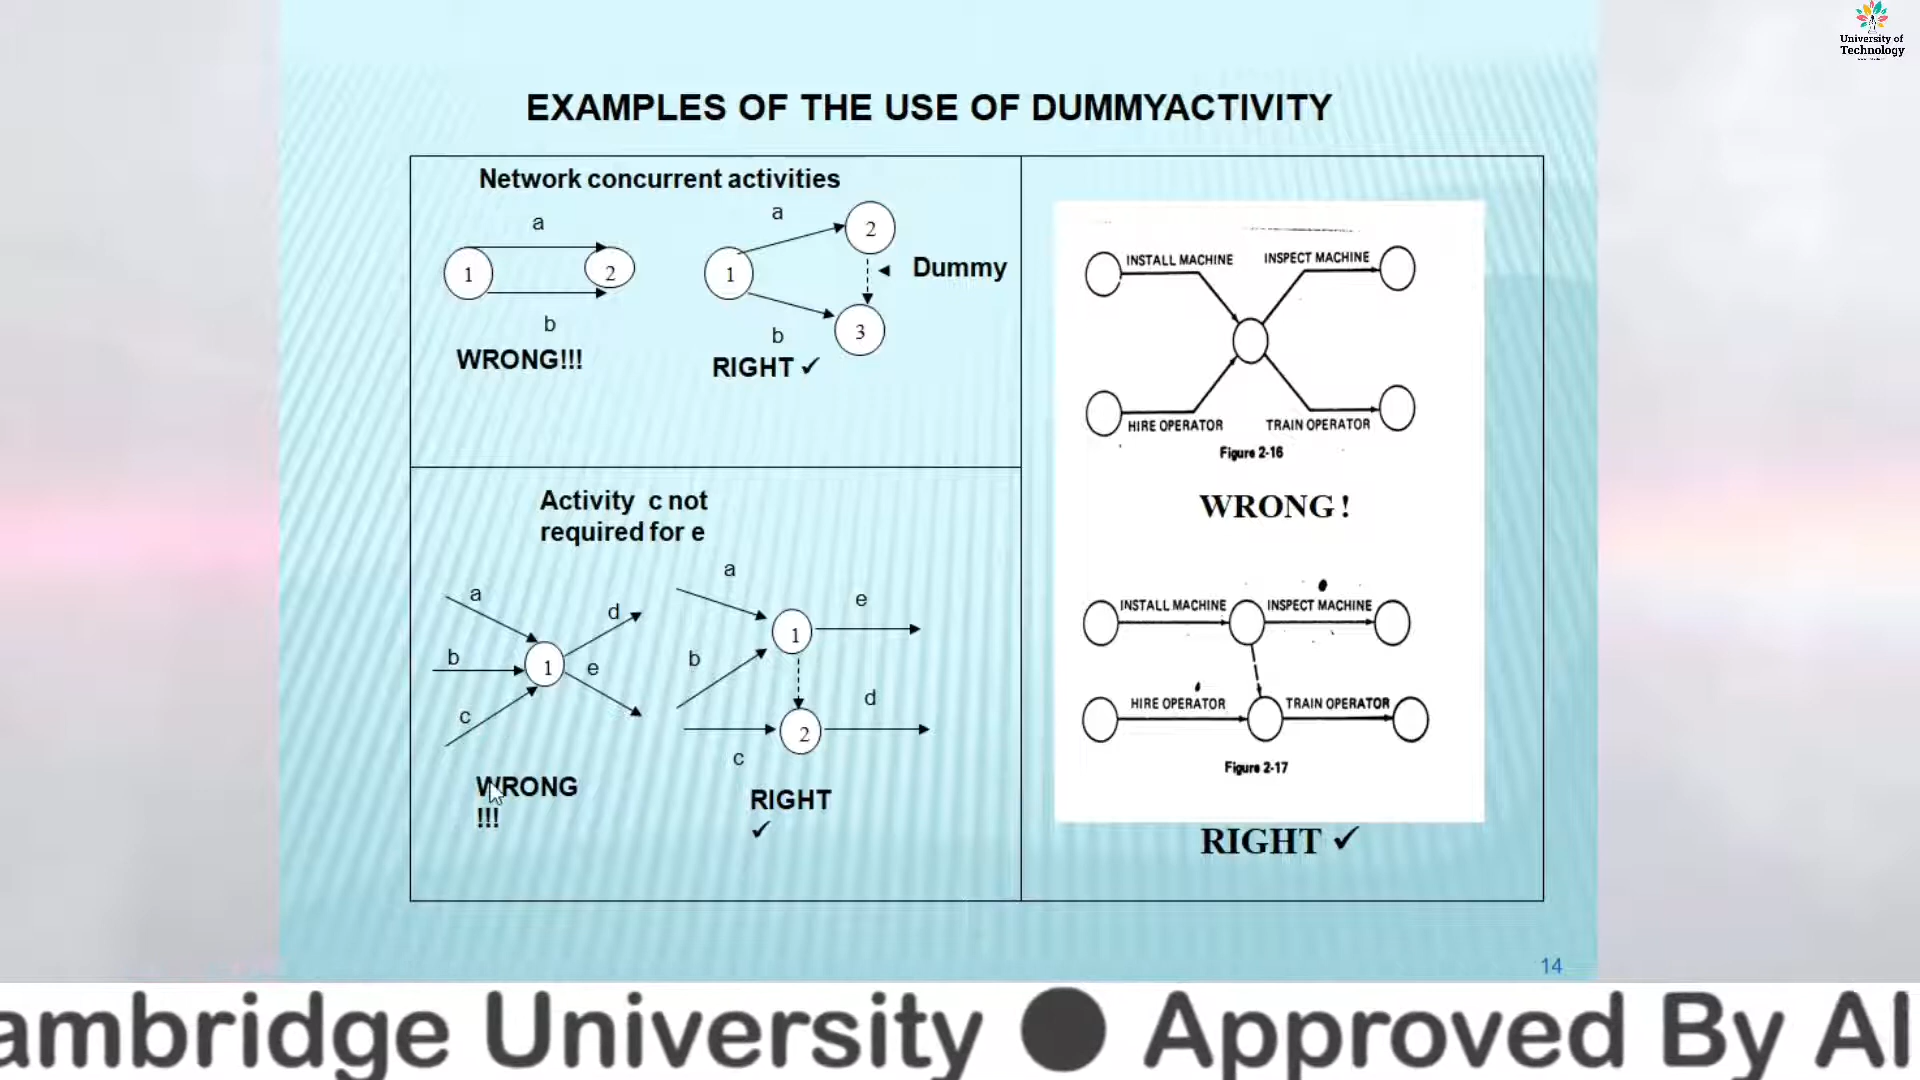 University of
Technology
EXAMPLES OF THE USE OF DUMMYACTIVITY
Network concurrent activities
a
1
2
b
WRONG!!!
a
2
1
Dummy
3
b
RIGHT ✓
Activity c not
required for e
a
b
c
1
d
e
WRONG
!!!
a
b
1
e
c
2
d
RIGHT
✓
INSTALL MACHINE
INSPECT MACHINE
HIRE OPERATOR
TRAIN OPERATOR
Figure 2-16
WRONG !
INSTALL MACHINE
INSPECT MACHINE
HIRE OPERATOR
TRAIN OPERATOR
Figure 2-17
RIGHT ✓
14
ambridge University ● Approved By AI